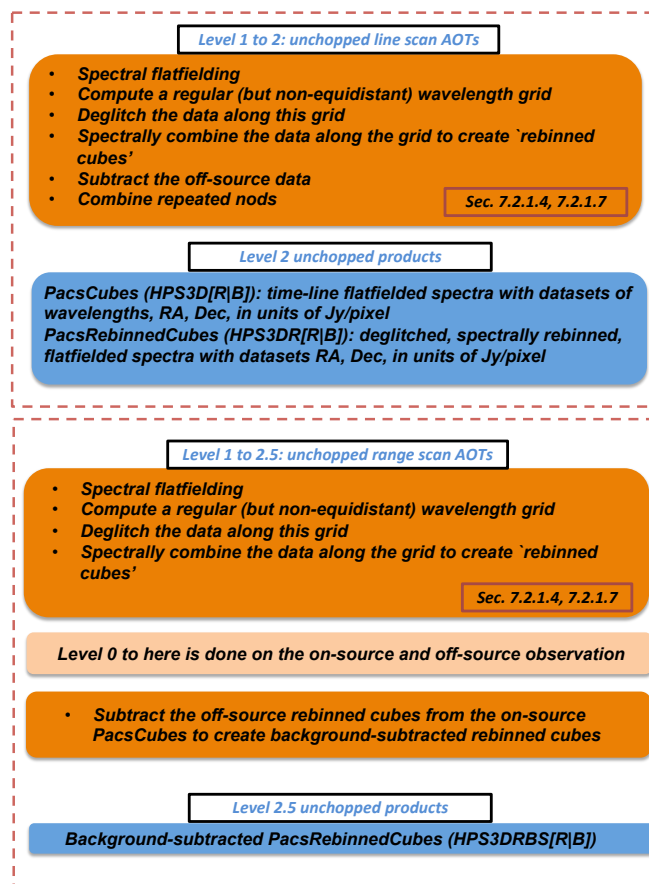 Level 1 to 2: unchopped line scan AOTs
• Spectral flatfielding
• Compute a regular (but non-equidistant) wavelength grid
• Deglitch the data along this grid
• Spectrally combine the data along the grid to create `rebinned
cubes’
• Subtract the off-source data
• Combine repeated nods
Sec. 7.2.1.4, 7.2.1.7
Level 2 unchopped products
PacsCubes (HPS3D[R|B]): time-line flatfielded spectra with datasets of
wavelengths, RA, Dec, in units of Jy/pixel
PacsRebinnedCubes (HPS3DR[R|B]): deglitched, spectrally rebinned,
flatfielded spectra with datasets RA, Dec, in units of Jy/pixel
Level 1 to 2.5: unchopped range scan AOTs
• Spectral flatfielding
• Compute a regular (but non-equidistant) wavelength grid
• Deglitch the data along this grid
• Spectrally combine the data along the grid to create `rebinned
cubes’
Sec. 7.2.1.4, 7.2.1.7
Level 0 to here is done on the on-source and off-source observation
• Subtract the off-source rebinned cubes from the on-source
PacsCubes to create background-subtracted rebinned cubes
Level 2.5 unchopped products
Background-subtracted PacsRebinnedCubes (HPS3DRBS[R|B])